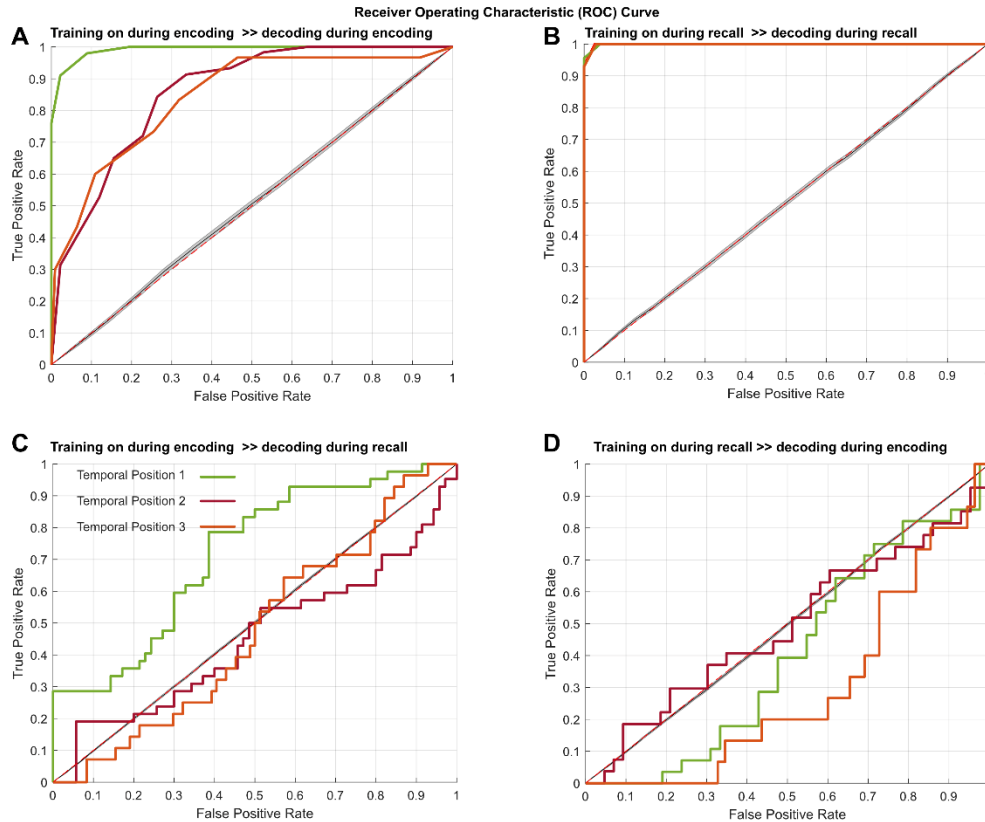 Receiver Operating Characteristic (ROC) Curve
A
Training on during encoding >> decoding during encoding
1
0.9
0.8
0.7
0.6
0.5
0.4
0.3
0.2
0.1
0
True Positive Rate
0 0.1 0.2 0.3 0.4 0.5 0.6 0.7 0.8 0.9 1
False Positive Rate
B
Training on during recall >> decoding during recall
1
0.9
0.8
0.7
0.6
0.5
0.4
0.3
0.2
0.1
0
True Positive Rate
0.1 0.2 0.3 0.4 0.5 0.6 0.7 0.8 0.9
False Positive Rate
C
Training on during encoding >> decoding during recall
Temporal Position 1
Temporal Position 2
Temporal Position 3
1
0.9
0.8
0.7
0.6
0.5
0.4
0.3
0.2
0.1
0
True Positive Rate
0 0.1 0.2 0.3 0.4 0.5 0.6 0.7 0.8 0.9 1
False Positive Rate
D
Training on during recall >> decoding during encoding
1
0.9
0.8
0.7
0.6
0.5
0.4
0.3
0.2
0.1
0
True Positive Rate
0 0.1 0.2 0.3 0.4 0.5 0.6 0.7 0.8 0.9
False Positive Rate